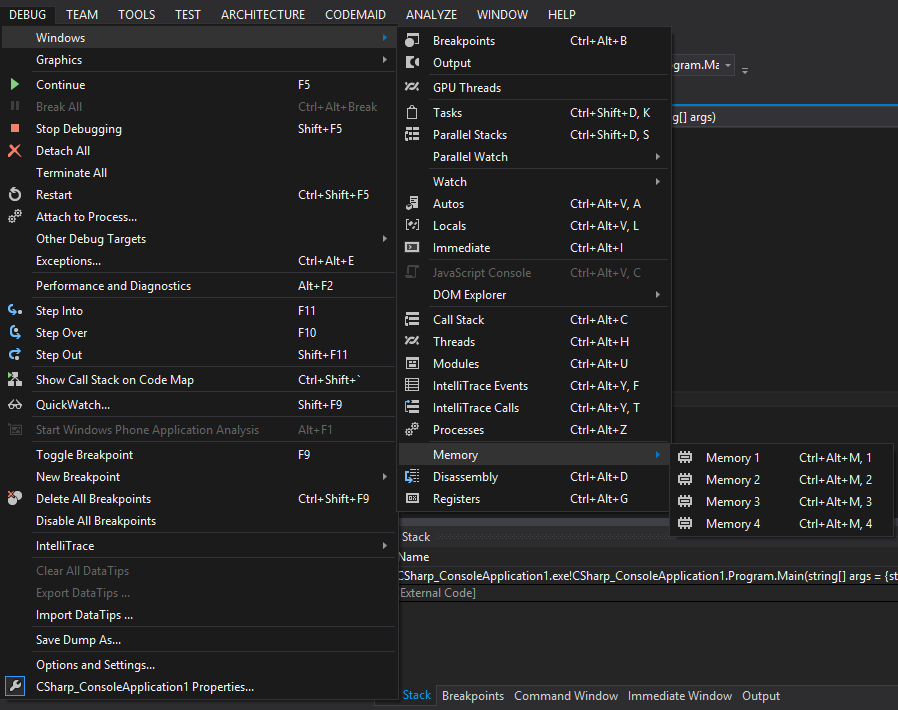 DEBUG TEAM TOOLS TEST ARCHITECTURE CODEMAID ANALYZE WINDOW HELP
Windows
Graphics
Continue F5
Break All Ctrl+Alt+Break
Stop Debugging Shift+F5
Detach All
Terminate All
Restart Ctrl+Shift+F5
Attach to Process...
Other Debug Targets
Exceptions... Ctrl+Alt+E
Performance and Diagnostics Alt+F2
Step Into F11
Step Over F10
Step Out Shift+F11
Show Call Stack on Code Map Ctrl+Shift+`
QuickWatch... Shift+F9
Start Windows Phone Application Analysis Alt+F1
Toggle Breakpoint F9
New Breakpoint
Delete All Breakpoints Ctrl+Shift+F9
Disable All Breakpoints
IntelliTrace
Clear All DataTips
Export DataTips ...
Import DataTips ...
Save Dump As...
Options and Settings...
CSharp_ConsoleApplication1 Properties...
Breakpoints Ctrl+Alt+B
Output
GPU Threads
Tasks Ctrl+Shift+D, K
Parallel Stacks Ctrl+Shift+D, S
Parallel Watch
Watch
Autos Ctrl+Alt+V, A
Locals Ctrl+Alt+V, L
Immediate Ctrl+Alt+I
JavaScript Console Ctrl+Alt+V, C
DOM Explorer
Call Stack Ctrl+Alt+C
Threads Ctrl+Alt+H
Modules Ctrl+Alt+U
IntelliTrace Events Ctrl+Alt+Y, F
IntelliTrace Calls Ctrl+Alt+Y, T
Processes Ctrl+Alt+Z
Memory
Disassembly Ctrl+Alt+D
Registers Ctrl+Alt+G
Memory 1 Ctrl+Alt+M, 1
Memory 2 Ctrl+Alt+M, 2
Memory 3 Ctrl+Alt+M, 3
Memory 4 Ctrl+Alt+M, 4
gram.Ma
g[] args)
Stack
Name
CSharp_ConsoleApplication1.exe!CSharp_ConsoleApplication1.Program.Main(string[] args = {st
External Code]
Stack Breakpoints Command Window Immediate Window Output